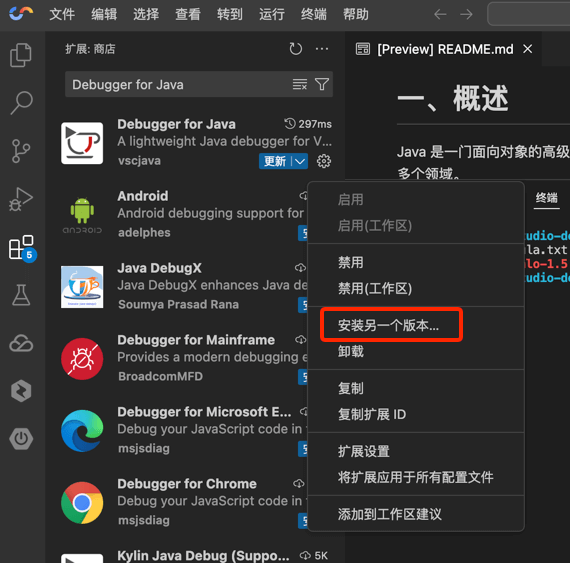 文件 编辑 选择 查看 转到 运行 终端 帮助
扩展: 商店
Debugger for Java
Debugger for Java 297ms
A lightweight Java debugger for V...
vscjava 更新
Android
Android debugging support for
adelphes
Java DebugX
Java DebugX enhances Java de
Soumya Prasad Rana
Debugger for Mainframe
Provides a modern debugging e
BroadcomMFD
Debugger for Microsoft E...
Debug your JavaScript code in
msjsdiag
Debugger for Chrome
Debug your JavaScript code in
msjsdiag
Kylin Java Debug (Suppo... 5K
5
ANDROID
启用
启用(工作区)
禁用
禁用(工作区)
安装另一个版本...
卸载
复制
复制扩展 ID
扩展设置
将扩展应用于所有配置文件
添加到工作区建议
[Preview] README.md
一、概述
Java 是一门面向对象的高级
多个领域。
终端
tudio-de
la.txt
lo-1.5
tudio-de